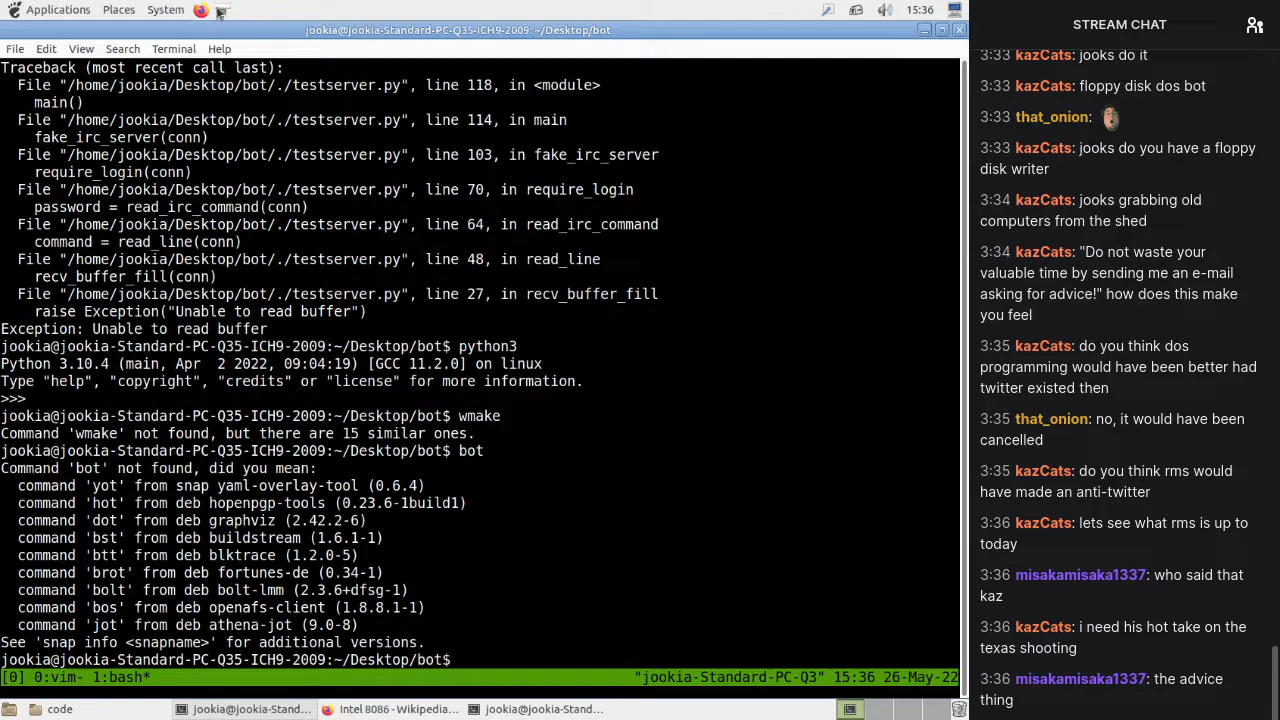 Applications Places System 15:36
jookia@jookia-Standard-PC-Q35-ICH9-2009: ~/Desktop/bot
File Edit View Search Terminal Help
Traceback (most recent call last):
  File "/home/jookia/Desktop/bot/./testserver.py", line 118, in <module>
    main()
  File "/home/jookia/Desktop/bot/./testserver.py", line 114, in main
    fake_irc_server(conn)
  File "/home/jookia/Desktop/bot/./testserver.py", line 103, in fake_irc_server
    require_login(conn)
  File "/home/jookia/Desktop/bot/./testserver.py", line 70, in require_login
    password = read_irc_command(conn)
  File "/home/jookia/Desktop/bot/./testserver.py", line 64, in read_irc_command
    command = read_line(conn)
  File "/home/jookia/Desktop/bot/./testserver.py", line 48, in read_line
    recv_buffer_fill(conn)
  File "/home/jookia/Desktop/bot/./testserver.py", line 27, in recv_buffer_fill
    raise Exception("Unable to read buffer")
Exception: Unable to read buffer
jookia@jookia-Standard-PC-Q35-ICH9-2009:~/Desktop/bot$ python3
Python 3.10.4 (main, Apr  2 2022, 09:04:19) [GCC 11.2.0] on linux
Type "help", "copyright", "credits" or "license" for more information.
>>>
jookia@jookia-Standard-PC-Q35-ICH9-2009:~/Desktop/bot$ wmake
Command 'wmake' not found, but there are 15 similar ones.
jookia@jookia-Standard-PC-Q35-ICH9-2009:~/Desktop/bot$ bot
Command 'bot' not found, did you mean:
  command 'yot' from snap yaml-overlay-tool (0.6.4)
  command 'hot' from deb hopenpgp-tools (0.23.6-1build1)
  command 'dot' from deb graphviz (2.42.2-6)
  command 'bst' from deb buildstream (1.6.1-1)
  command 'btt' from deb blktrace (1.2.0-5)
  command 'brot' from deb fortunes-de (0.34-1)
  command 'bolt' from deb bolt-lmm (2.3.6+dfsg-1)
  command 'bos' from deb openafs-client (1.8.8.1-1)
  command 'jot' from deb athena-jot (9.0-8)
See 'snap info <snapname>' for additional versions.
jookia@jookia-Standard-PC-Q35-ICH9-2009:~/Desktop/bot$
[0] 0:vim- 1:bash* "jookia-Standard-PC-Q3" 15:36 26-May-22
code jookia@jookia-Stand... Intel 8086 - Wikipedia... jookia@jookia-Stand...
STREAM CHAT
3:33 kazCats: jooks do it
3:33 kazCats: floppy disk dos bot
3:33 that_onion:
3:33 kazCats: jooks do you have a floppy
disk writer
3:34 kazCats: jooks grabbing old
computers from the shed
3:34 kazCats: "Do not waste your
valuable time by sending me an e-mail
asking for advice!" how does this make
you feel
3:35 kazCats: do you think dos
programming would have been better had
twitter existed then
3:35 that_onion: no, it would have been
cancelled
3:35 kazCats: do you think rms would
have made an anti-twitter
3:36 kazCats: lets see what rms is up to
today
3:36 misakamisaka1337: who said that
kaz
3:36 kazCats: i need his hot take on the
texas shooting
3:36 misakamisaka1337: the advice
thing